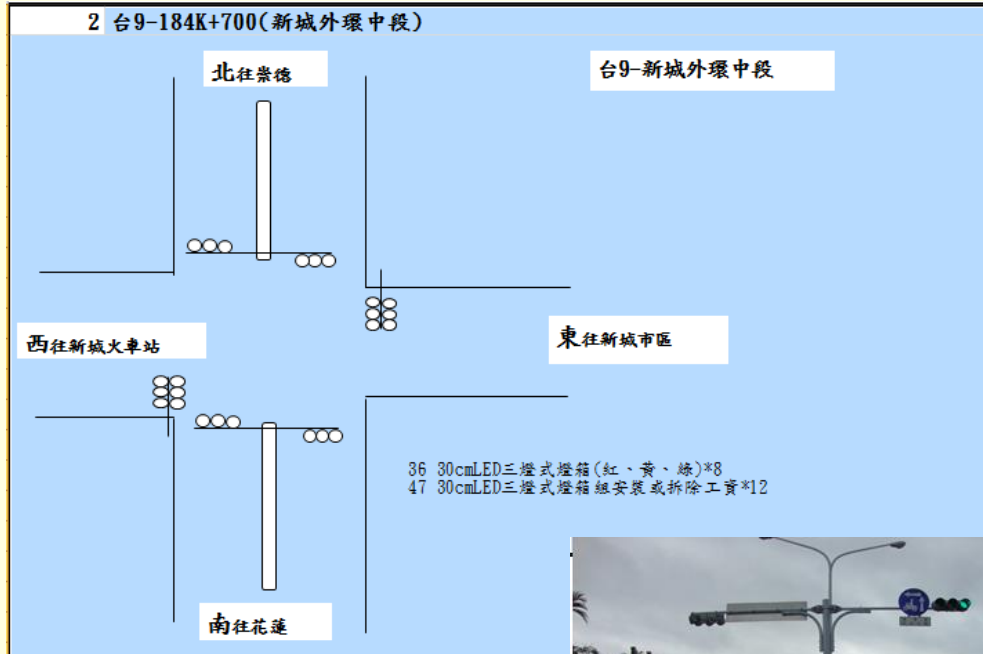 2 台9-184K+700(新城外環中段)
北往崇德
台9-新城外環中段
西往新城火車站
東往新城市區
36 30cmLED三燈式燈箱(紅、黃、綠)*8
47 30cmLED三燈式燈箱組安裝或拆除工資*12
南往花蓮